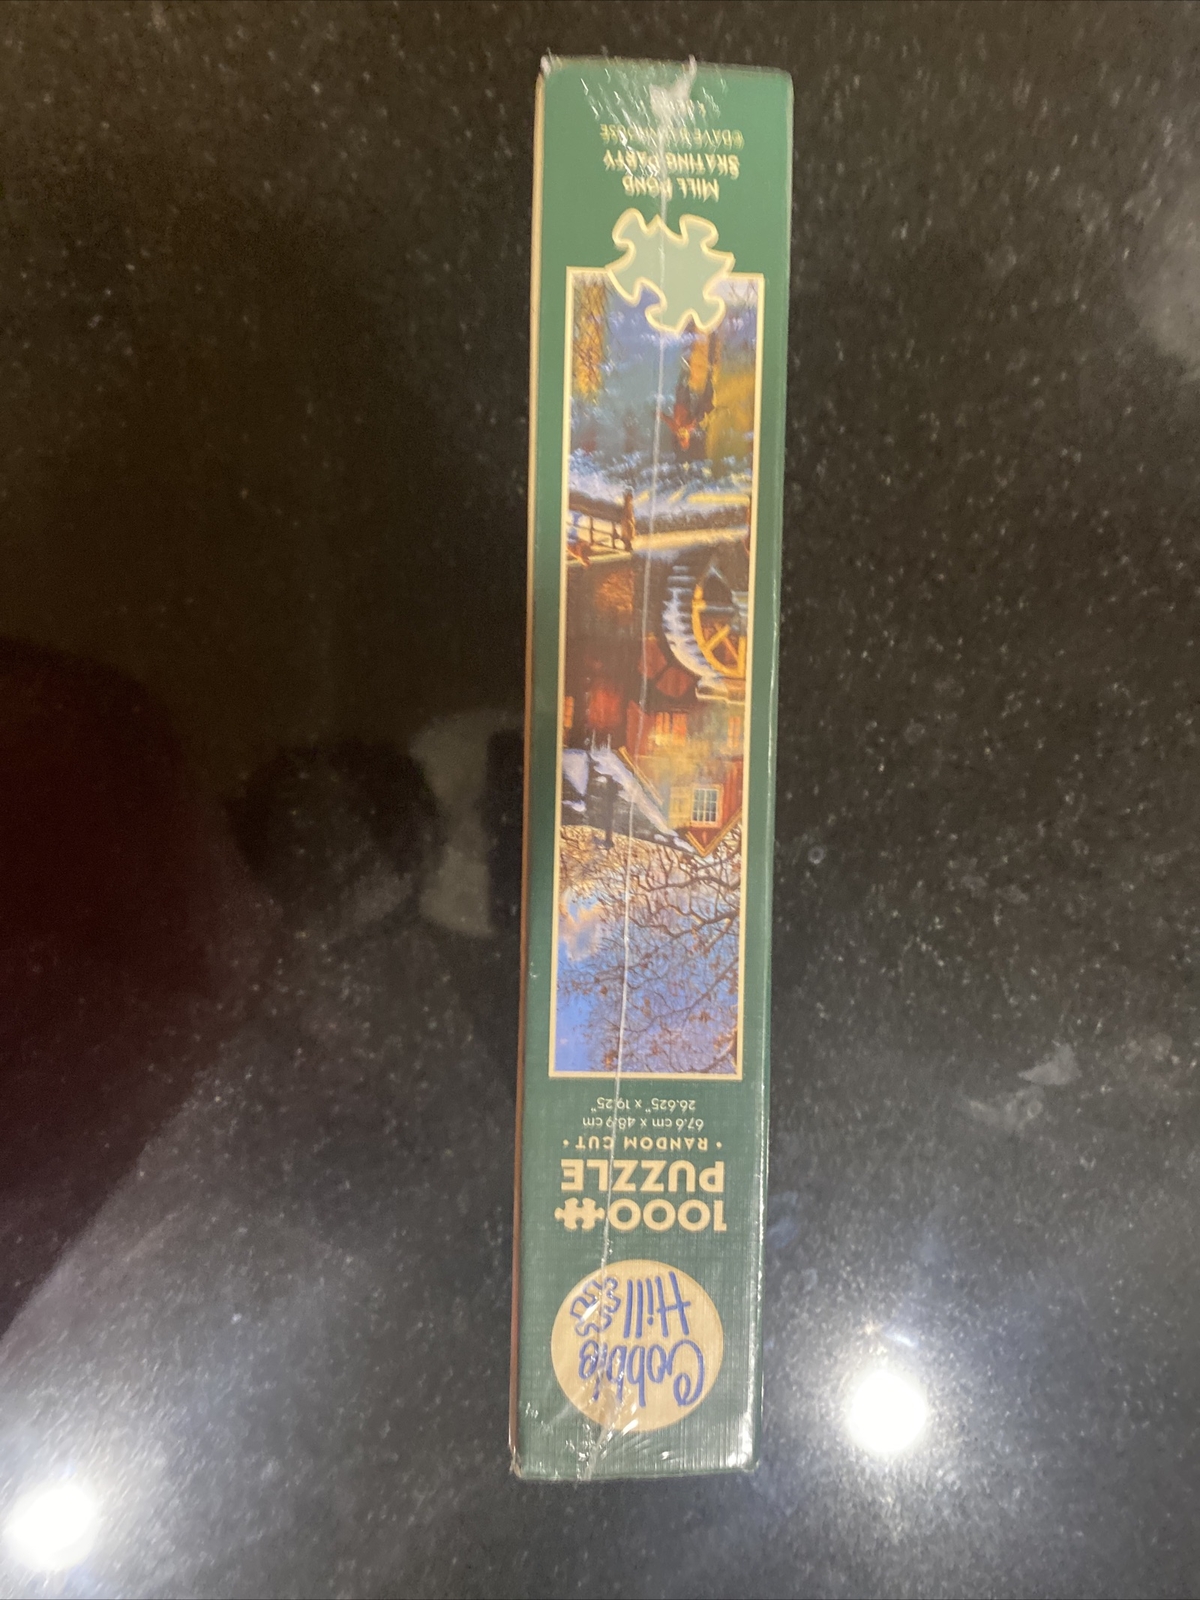 Cobble
Hill
1000
PUZZLE
• RANDOM CUT •
67.6 cm x 48.9 cm
26.625" x 19.25"
MILL POND
SKATING PARTY